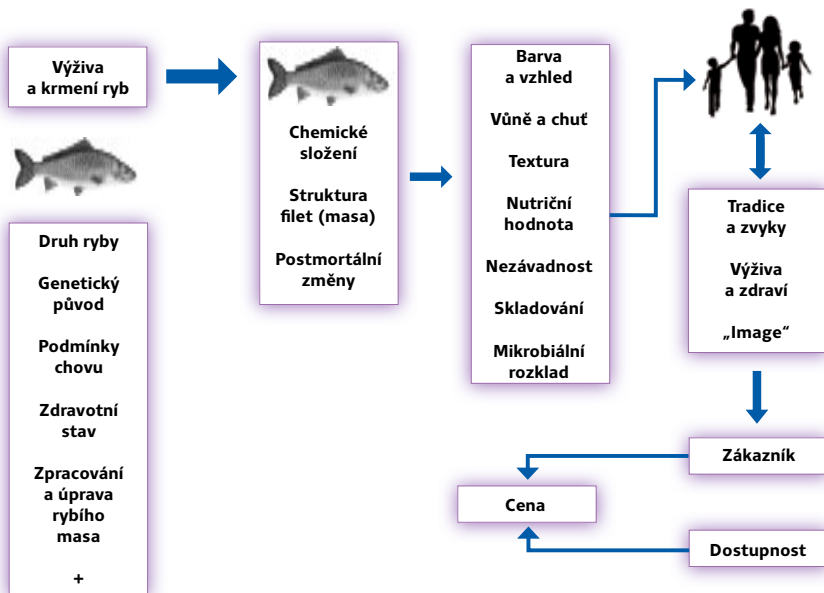 Výživa
a krmení ryb
Druh ryby
Genetický
původ
Podmínky
chovu
Zdravotní
stav
Zpracování
a úprava
rybího
masa
+
Chemické
složení
Struktura
filet (masa)
Postmortální
změny
Barva
a vzhled
Vůně a chuť
Textura
Nutriční
hodnota
Nezávadnost
Skladování
Mikrobiální
rozklad
Tradice
a zvyky
Výživa
a zdraví
„Image“
Zákazník
Cena
Dostupnost